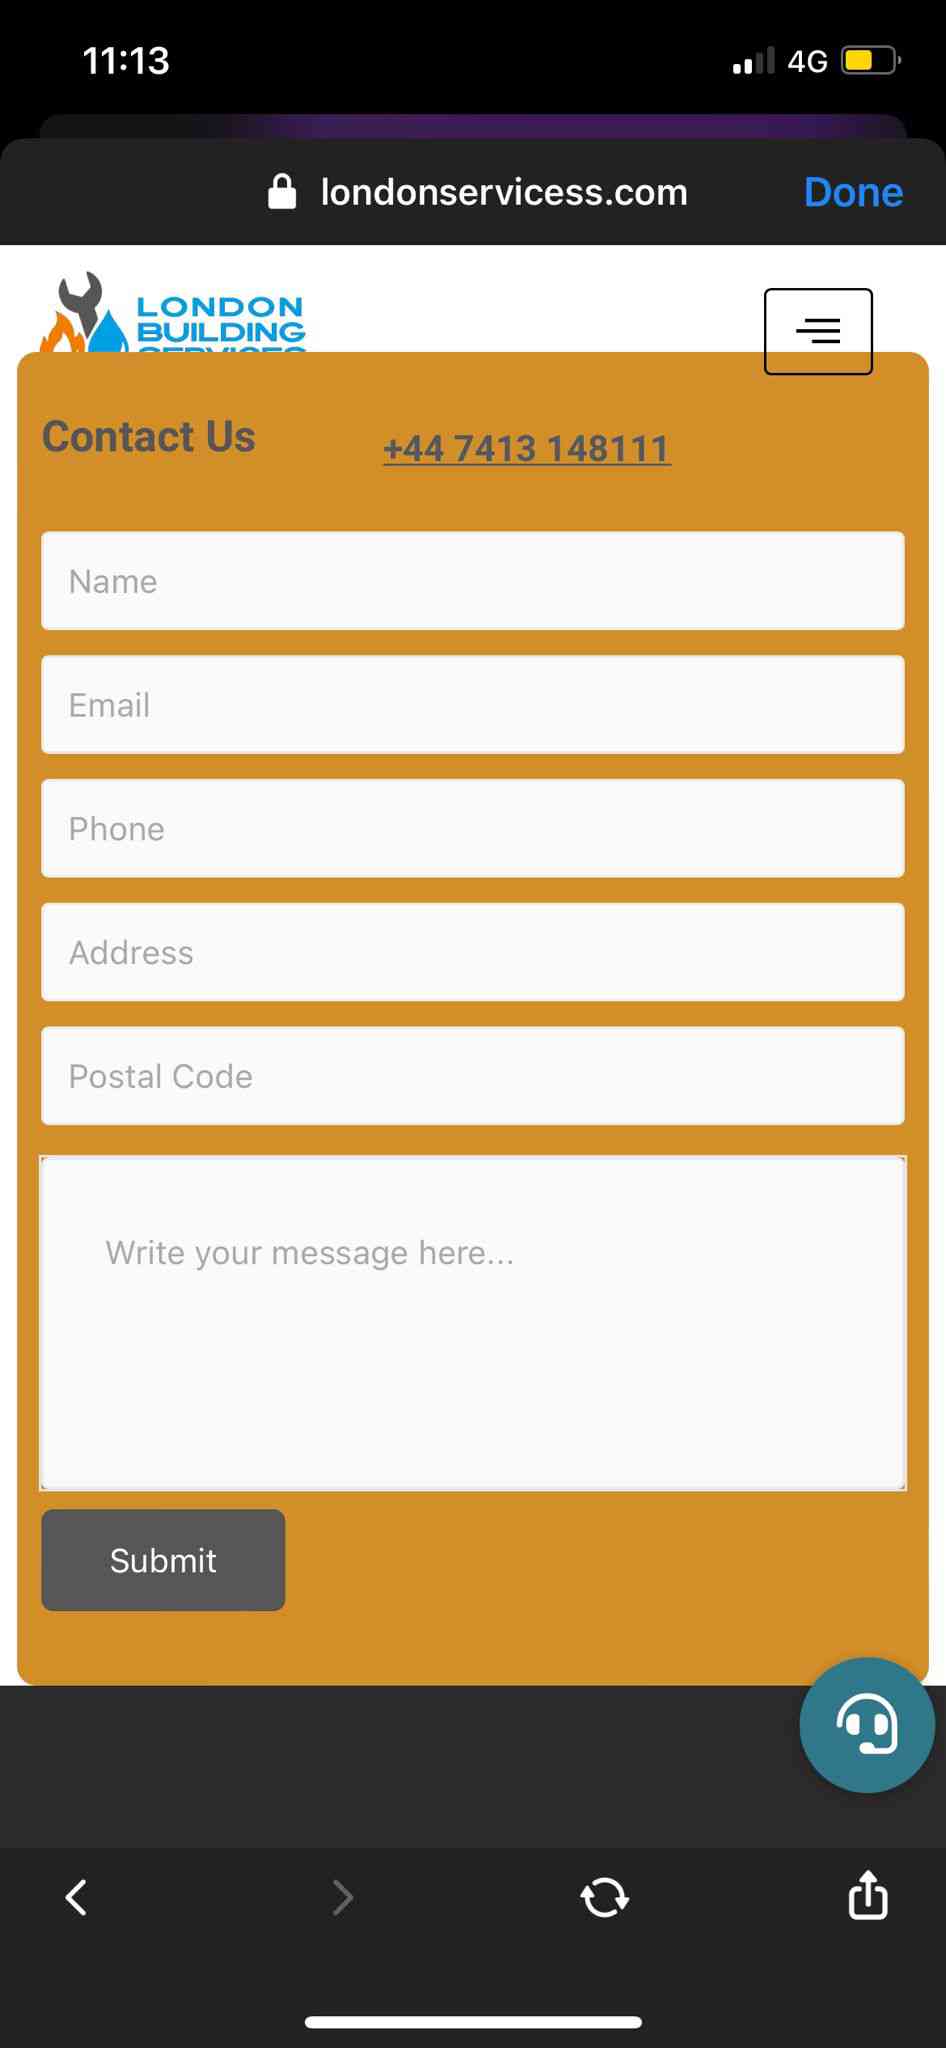 11:13
4G
londonservicess.com
Done
LONDON
BUILDING
SERVICES
Contact Us
+44 7413 148111
Name
Email
Phone
Address
Postal Code
Write your message here...
Submit